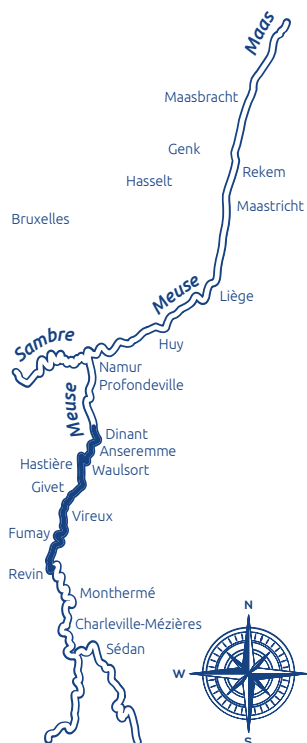 Maas
Maasbracht
Genk
Rekem
Hasselt
Maastricht
Bruxelles
Meuse
Liège
Sambre
Huy
Namur
Profondeville
Meuse
Dinant
Anseremme
Hastière
Waulsort
Givet
Vireux
Fumay
Revin
Monthermé
Charleville-Mézières
Sédan
N
W
E
S